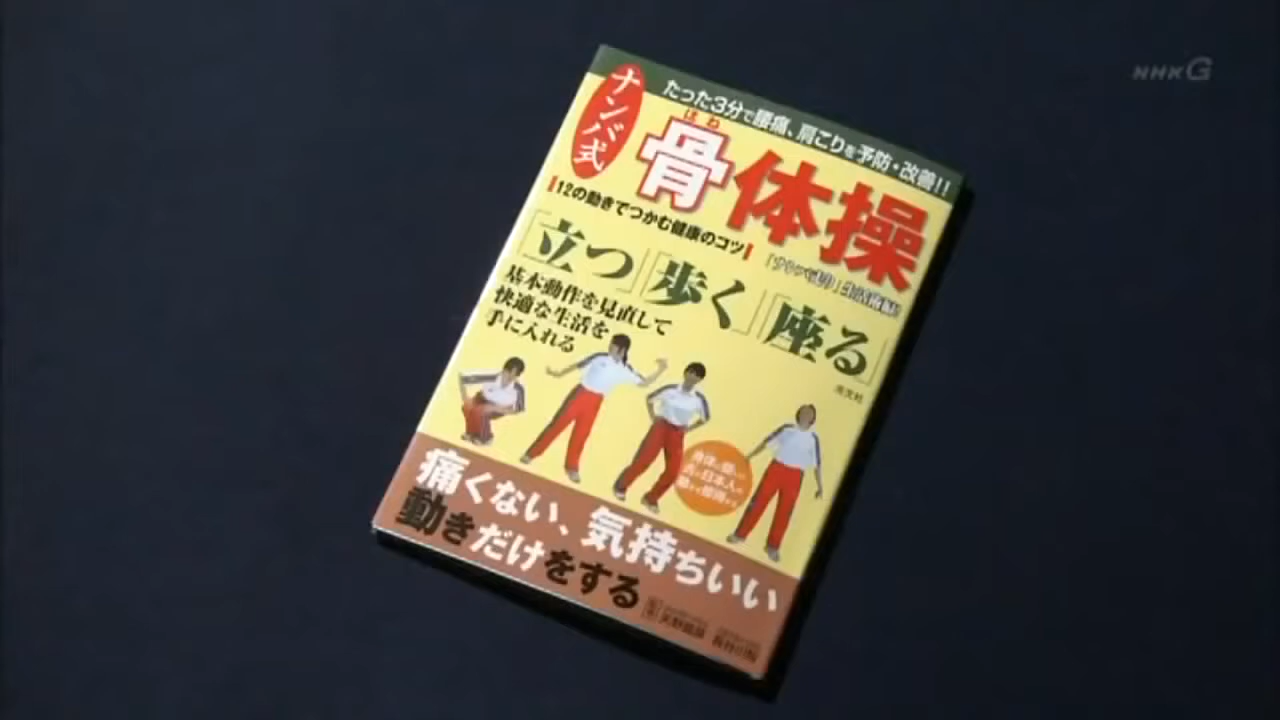 NHK G
たった3分で腰痛、肩こりを予防・改善!!
ナンバ式
ほね
骨体操
12の動きでつかむ健康のコツ
「立つ」「歩く」「座る」
基本動作を見直して
快適な生活を
手に入れる
光文社
痛くない、気持ちいい
動きだけをする